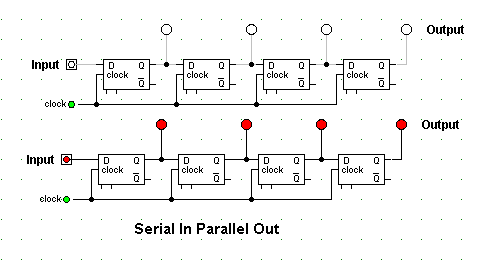 Output
Input
D Q D Q D Q D Q
clock clock clock clock
Q Q Q Q
clock
Output
Input
D Q D Q D Q D Q
clock clock clock clock
Q Q Q Q
clock
Serial In Parallel Out